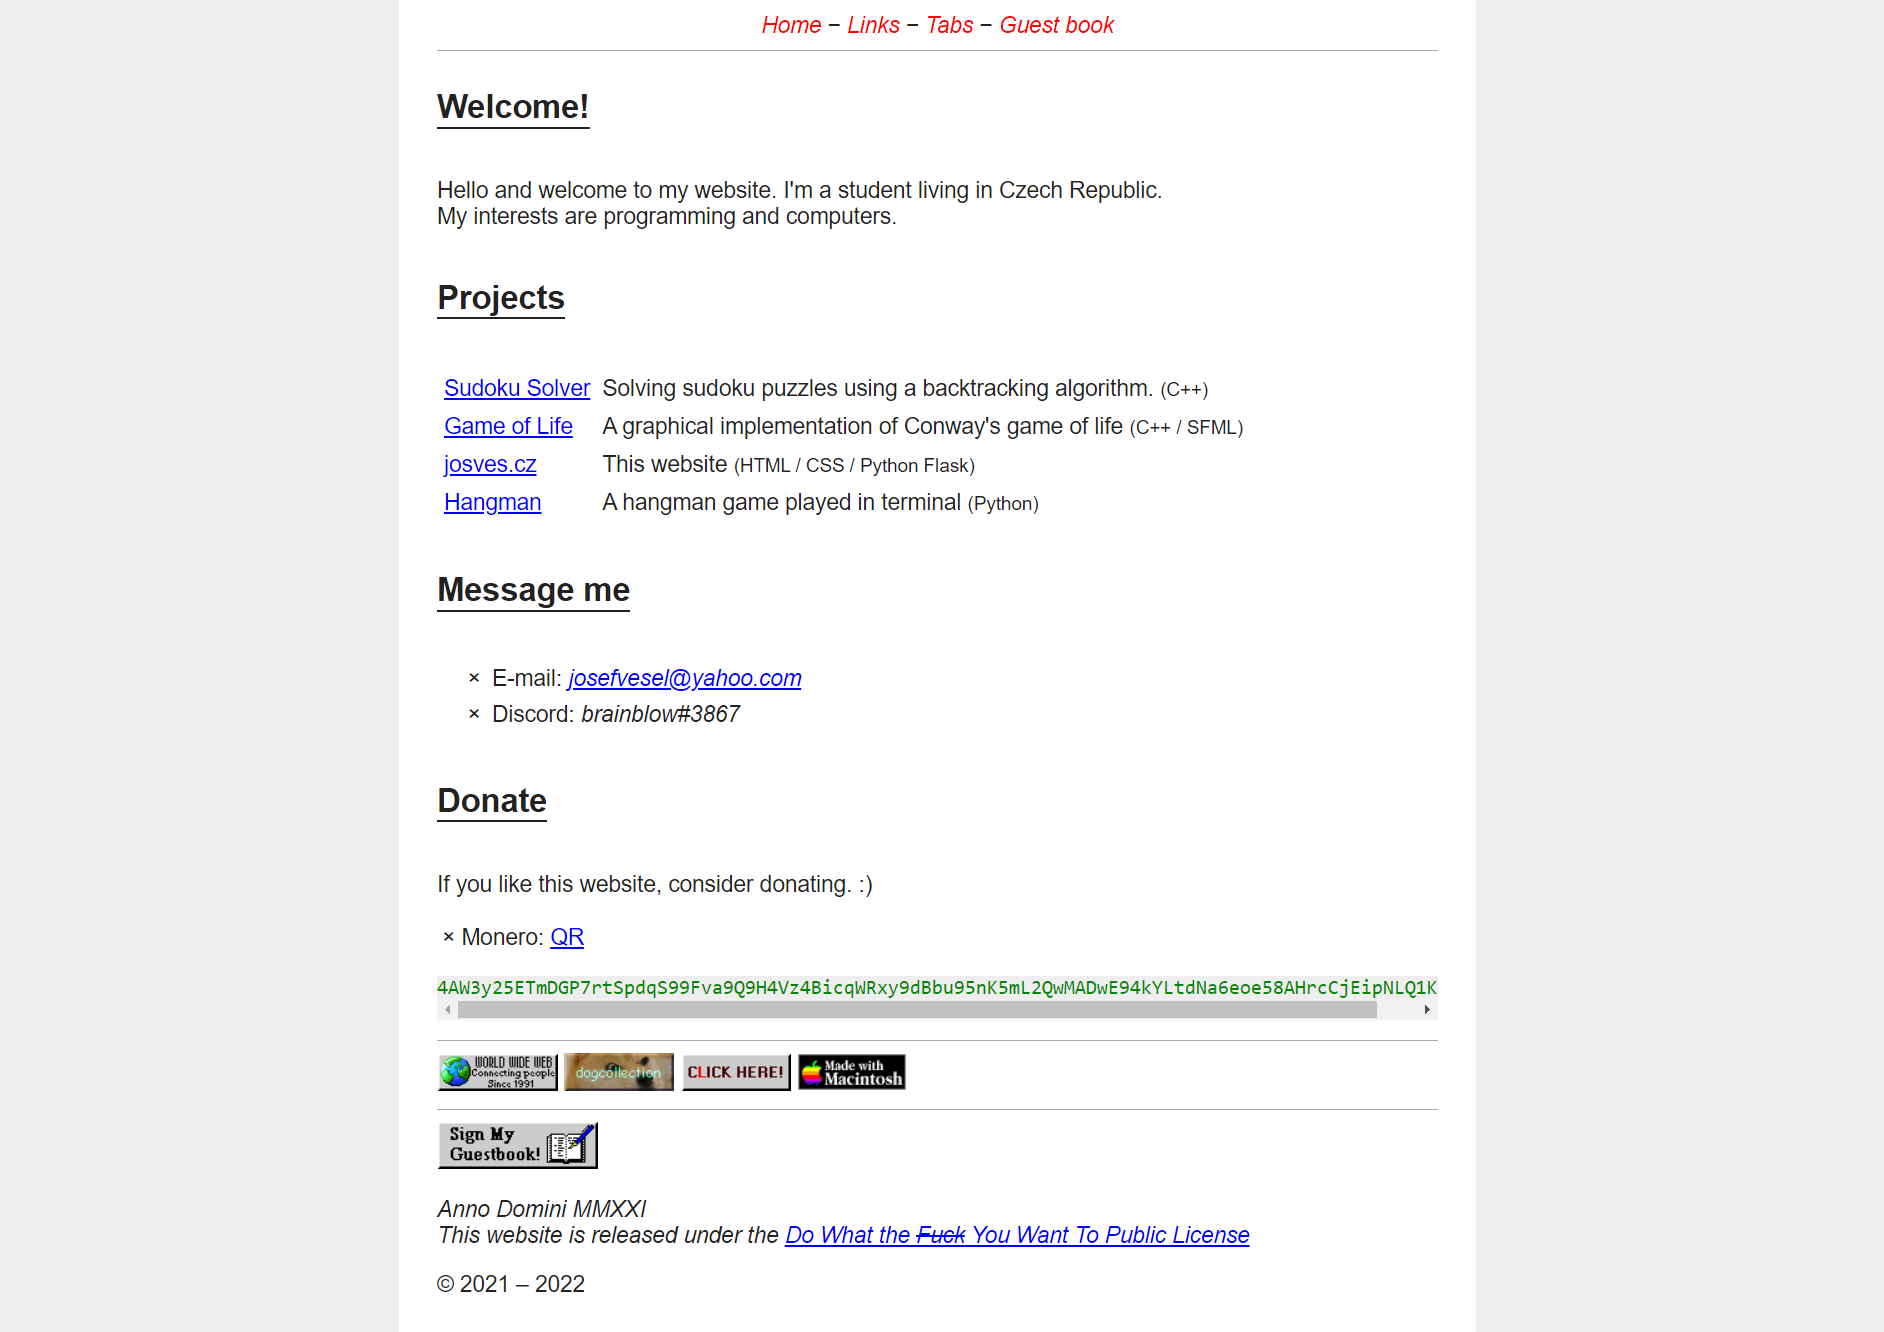 Home – Links – Tabs – Guest book
Welcome!
Hello and welcome to my website. I'm a student living in Czech Republic.
My interests are programming and computers.
Projects
Sudoku Solver Solving sudoku puzzles using a backtracking algorithm. (C++)
Game of Life A graphical implementation of Conway's game of life (C++ / SFML)
josves.cz This website (HTML / CSS / Python Flask)
Hangman A hangman game played in terminal (Python)
Message me
× E-mail: josefvesel@yahoo.com
× Discord: brainblow#3867
Donate
If you like this website, consider donating. :)
× Monero: QR
4AW3y25ETmDGP7rtSpdqS99Fva9Q9H4Vz4BicqWRxy9dBbu95nK5mL2QwMADwE94kYLtdNa6eoe58AHrcCjEipNLQ1K
WORLD WIDE WEB
Connecting people
Since 1991
dogcollection
CLICK HERE!
Made with
Macintosh
Sign My
Guestbook!
Anno Domini MMXXI
This website is released under the Do What the Fuck You Want To Public License
© 2021 – 2022